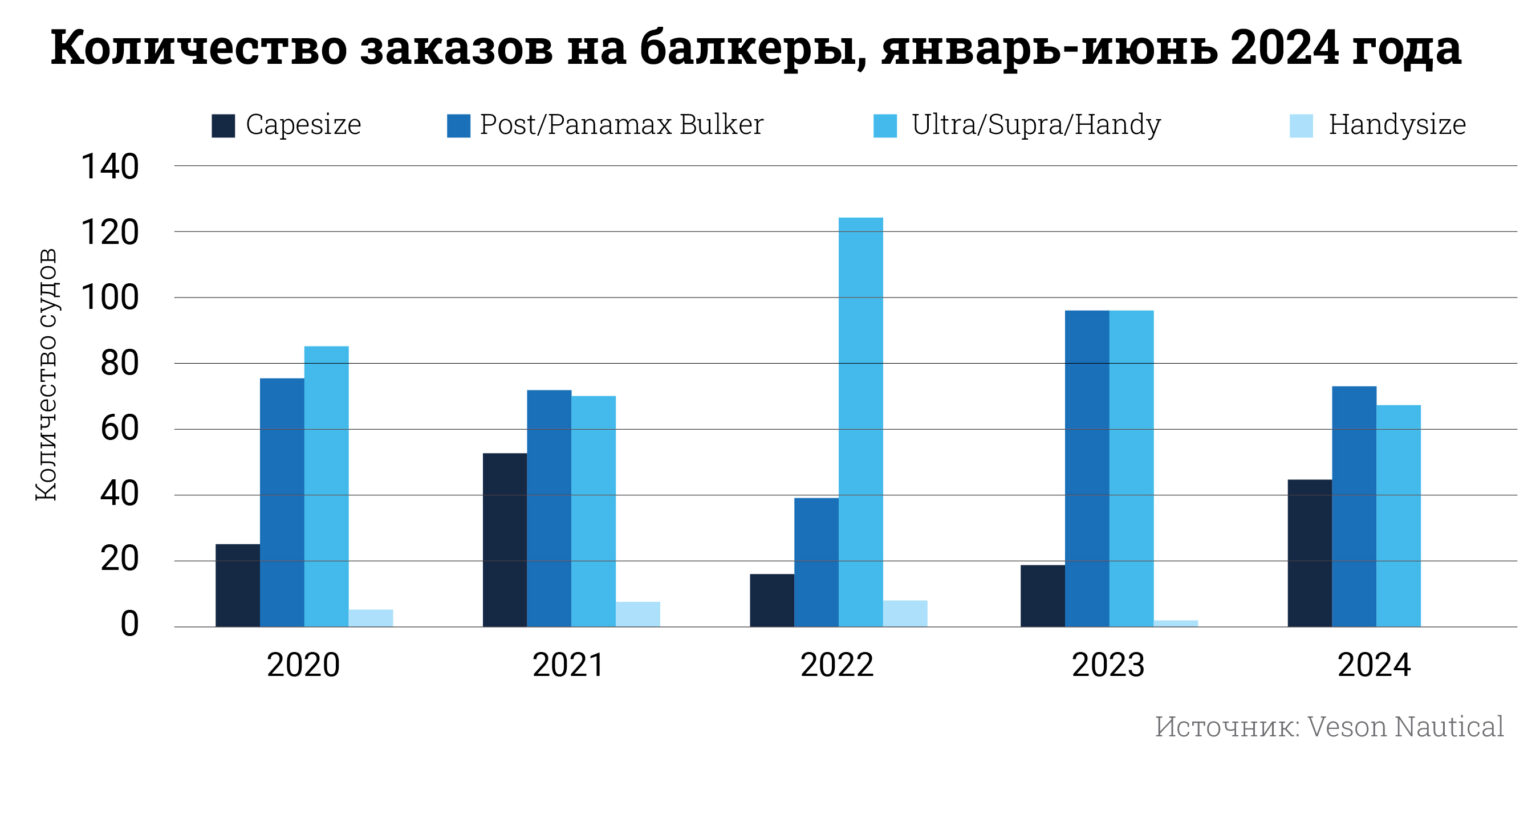 Количество заказов на балкеры, январь-июнь 2024 года
Capesize Post/Panamax Bulker Ultra/Supra/Handy Handysize
Количество судов
140
120
100
80
60
40
20
0
2020 2021 2022 2023 2024
Источник: Veson Nautical